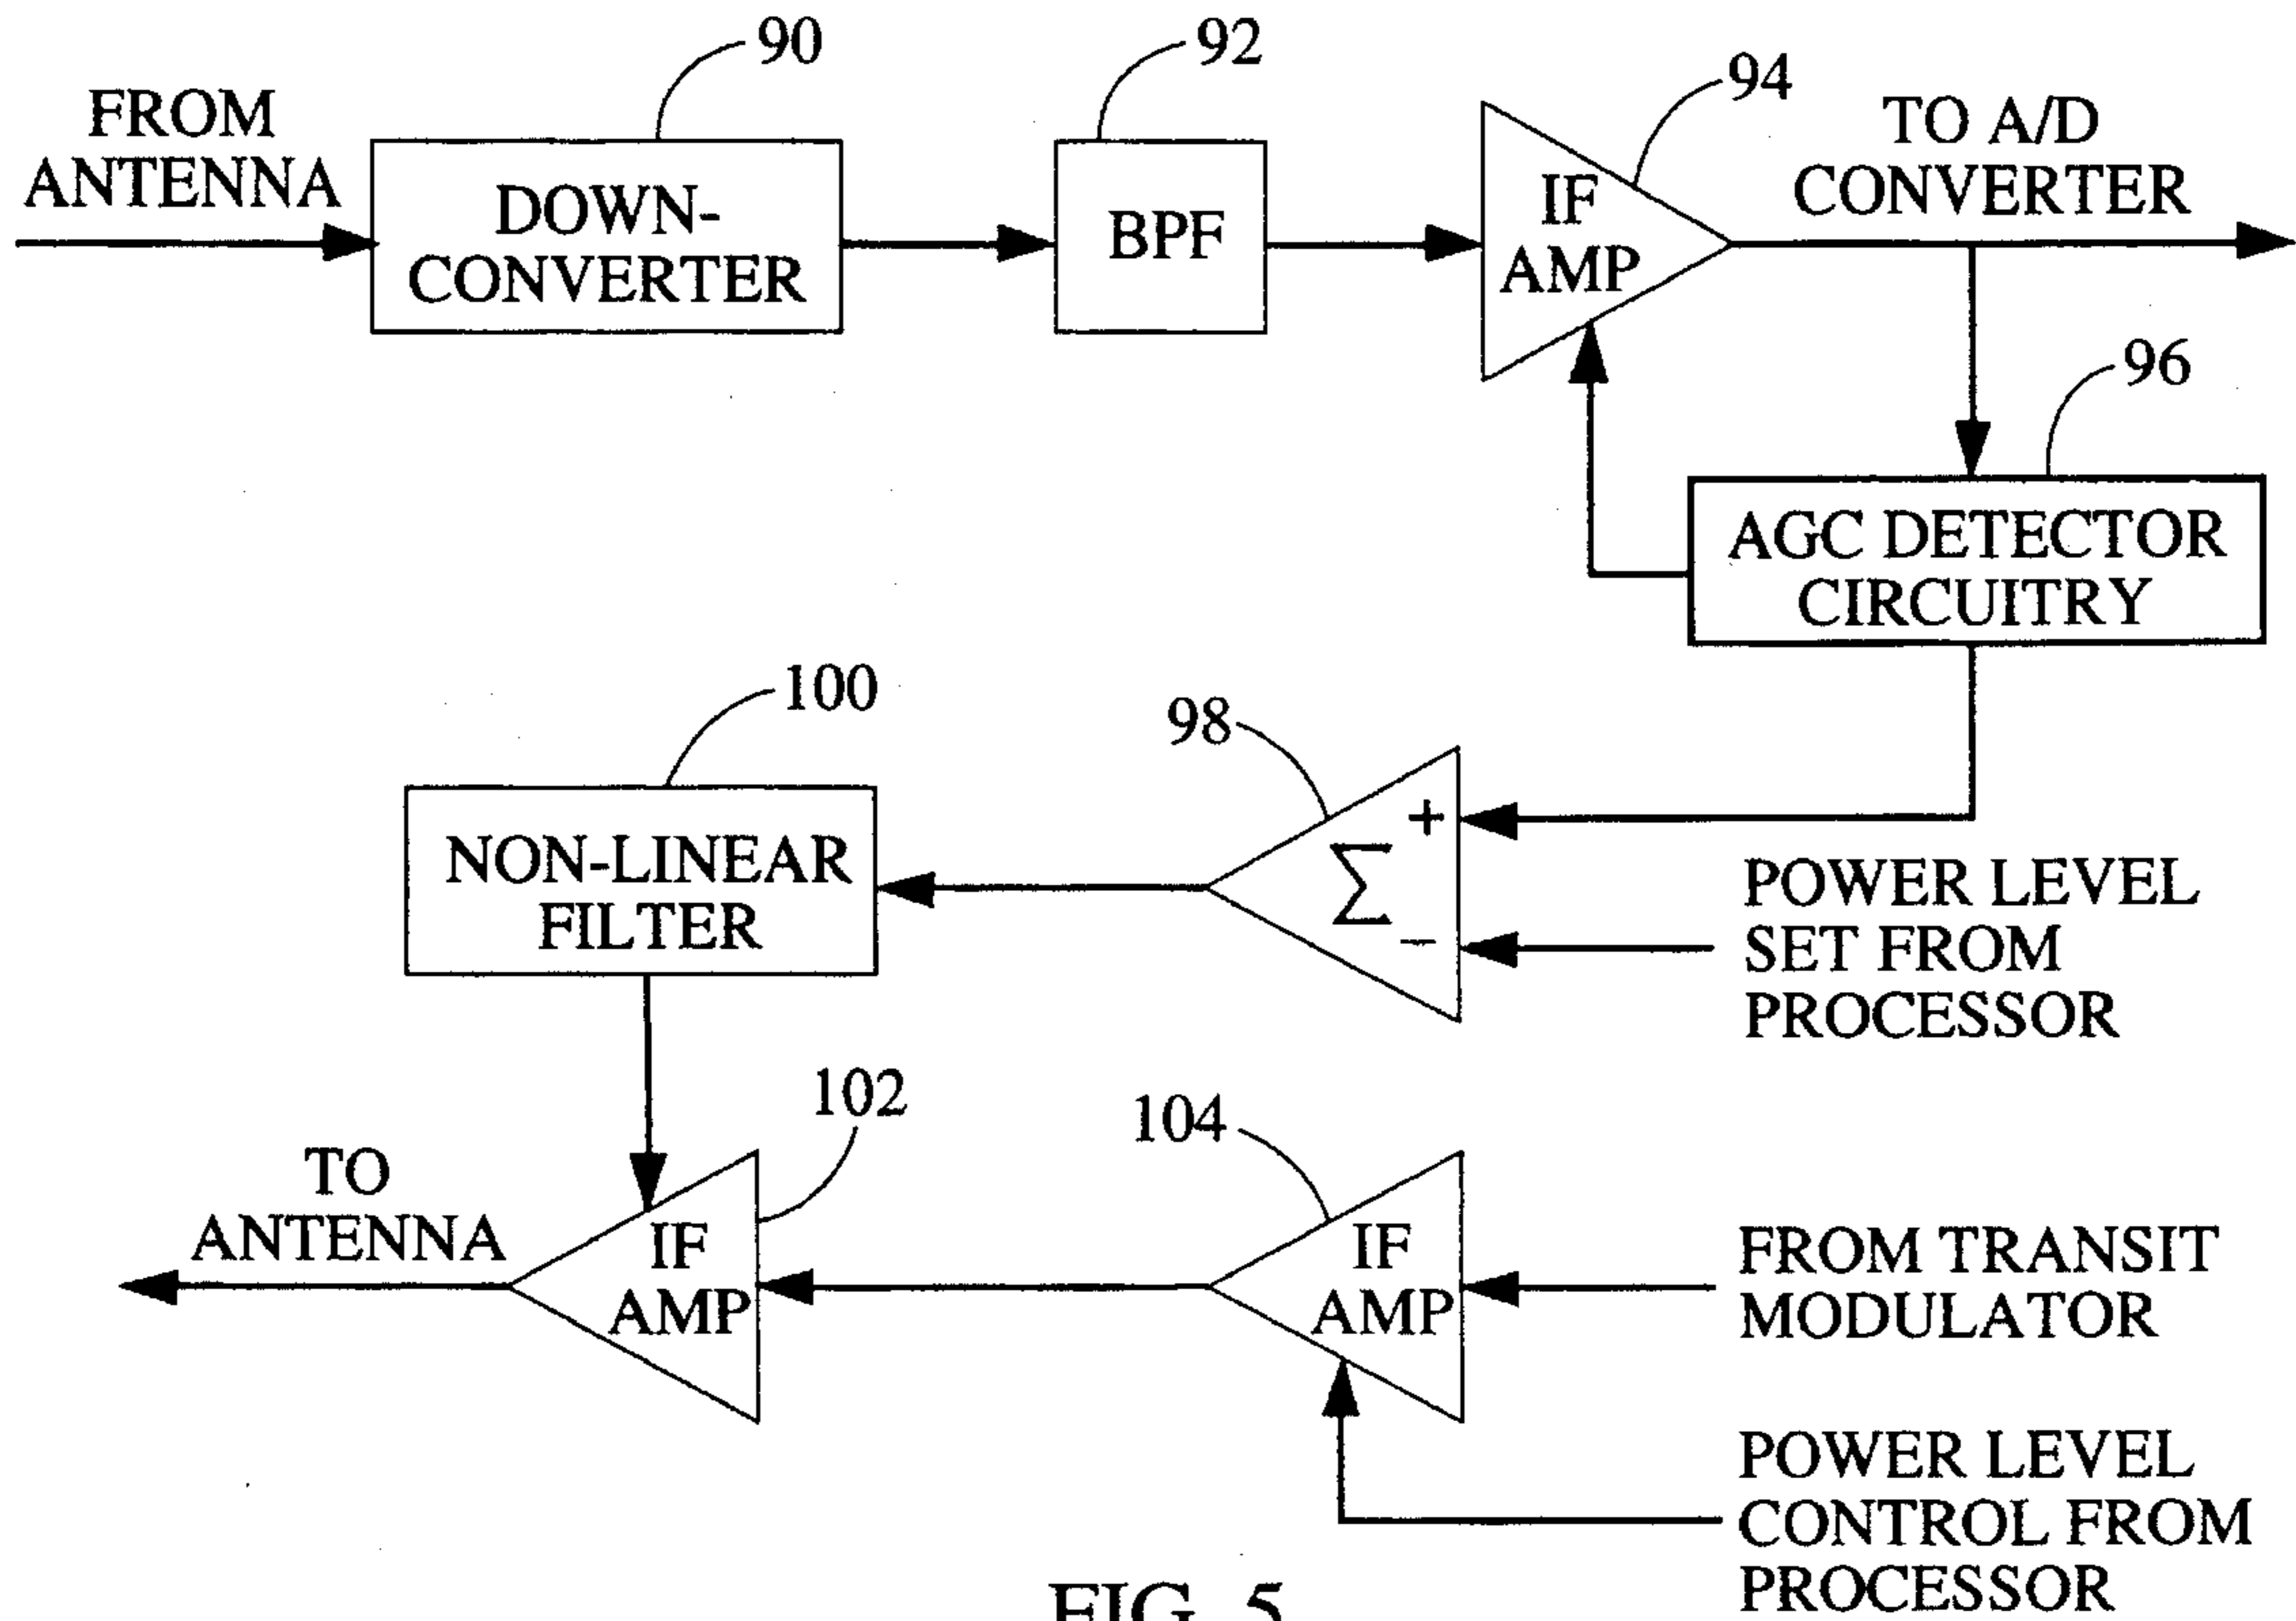 90
92
94
FROM
ANTENNA
DOWN-
CONVERTER
BPF
IF
AMP
TO A/D
CONVERTER
96
AGC DETECTOR
CIRCUITRY
100
98
NON-LINEAR
FILTER
+
Σ
−
POWER LEVEL
SET FROM
PROCESSOR
102
104
TO
ANTENNA
IF
AMP
IF
AMP
FROM TRANSIT
MODULATOR
POWER LEVEL
CONTROL FROM
PROCESSOR
FIG. 5